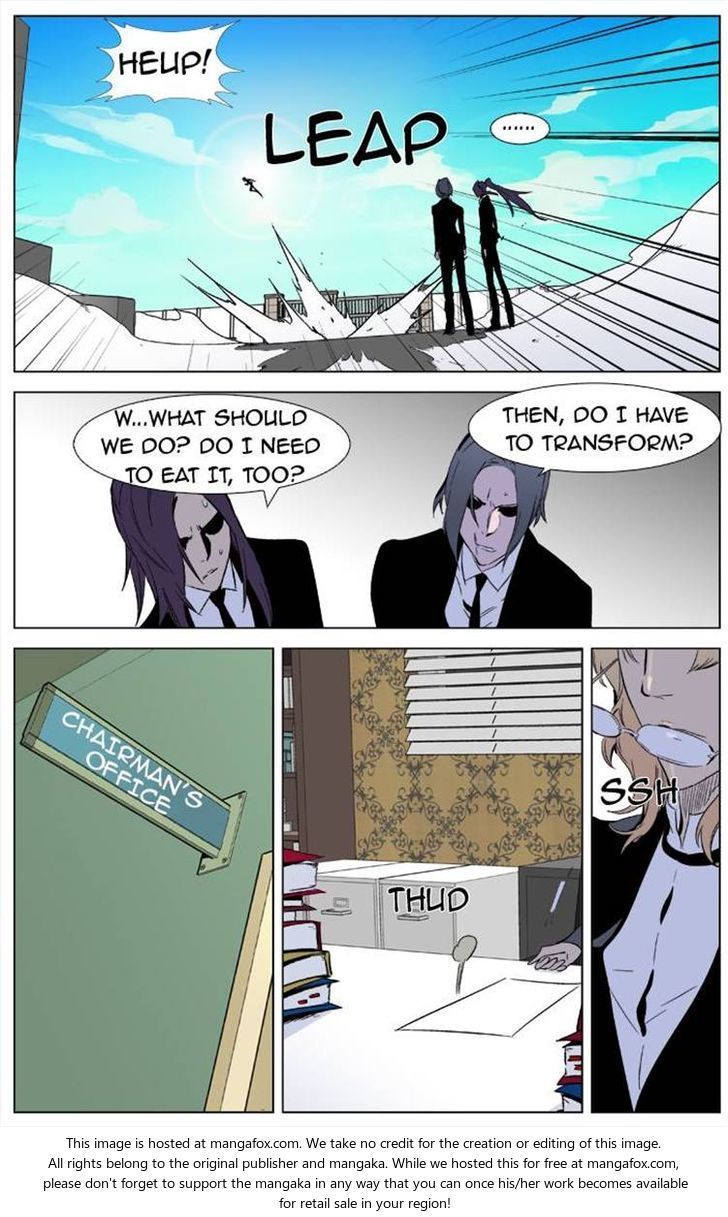 HEUP!
LEAP
......
W...WHAT SHOULD
WE DO? DO I NEED
TO EAT IT, TOO?
THEN, DO I HAVE
TO TRANSFORM?
CHAIRMAN'S
OFFICE
THUD
SSH
This image is hosted at mangafox.com. We take no credit for the creation or editing of this image.
All rights belong to the original publisher and mangaka. While we hosted this for free at mangafox.com,
please don't forget to support the mangaka in any way that you can once his/her work becomes available
for retail sale in your region!